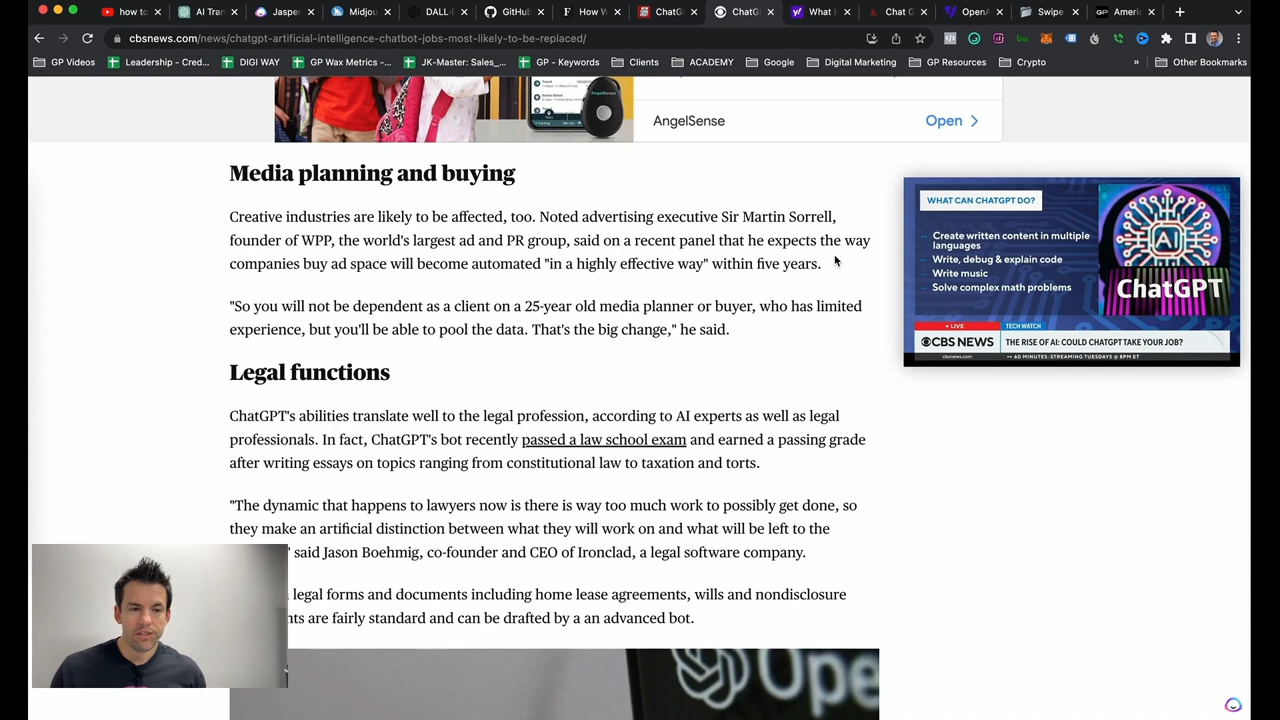 how to
AI Tran
Jasper
Midjou
DALL-
GitHub
How W
ChatG
ChatG
What i
Chat G
OpenA
Swipe
Americ
cbsnews.com/news/chatgpt-artificial-intelligence-chatbot-jobs-most-likely-to-be-replaced/
GP Videos
Leadership - Cred...
DIGI WAY
GP Wax Metrics -...
JK-Master: Sales_...
GP - Keywords
Clients
ACADEMY
Google
Digital Marketing
GP Resources
Crypto
»
Other Bookmarks
AngelSense
AngelSense
Open
Media planning and buying
Creative industries are likely to be affected, too. Noted advertising executive Sir Martin Sorrell,
founder of WPP, the world's largest ad and PR group, said on a recent panel that he expects the way
companies buy ad space will become automated "in a highly effective way" within five years.
"So you will not be dependent as a client on a 25-year old media planner or buyer, who has limited
experience, but you'll be able to pool the data. That's the big change," he said.
Legal functions
ChatGPT's abilities translate well to the legal profession, according to AI experts as well as legal
professionals. In fact, ChatGPT's bot recently passed a law school exam and earned a passing grade
after writing essays on topics ranging from constitutional law to taxation and torts.
"The dynamic that happens to lawyers now is there is way too much work to possibly get done, so
they make an artificial distinction between what they will work on and what will be left to the
" said Jason Boehmig, co-founder and CEO of Ironclad, a legal software company.
legal forms and documents including home lease agreements, wills and nondisclosure
nts are fairly standard and can be drafted by a an advanced bot.
Ope
WHAT CAN CHATGPT DO?
Create written content in multiple
languages
Write, debug & explain code
Write music
Solve complex math problems
AI
ChatGPT
LIVE
TECH WATCH
CBS NEWS
THE RISE OF AI: COULD CHATGPT TAKE YOUR JOB?
cbsnews.com
60 MINUTES: STREAMING TUESDAYS @ 8PM ET